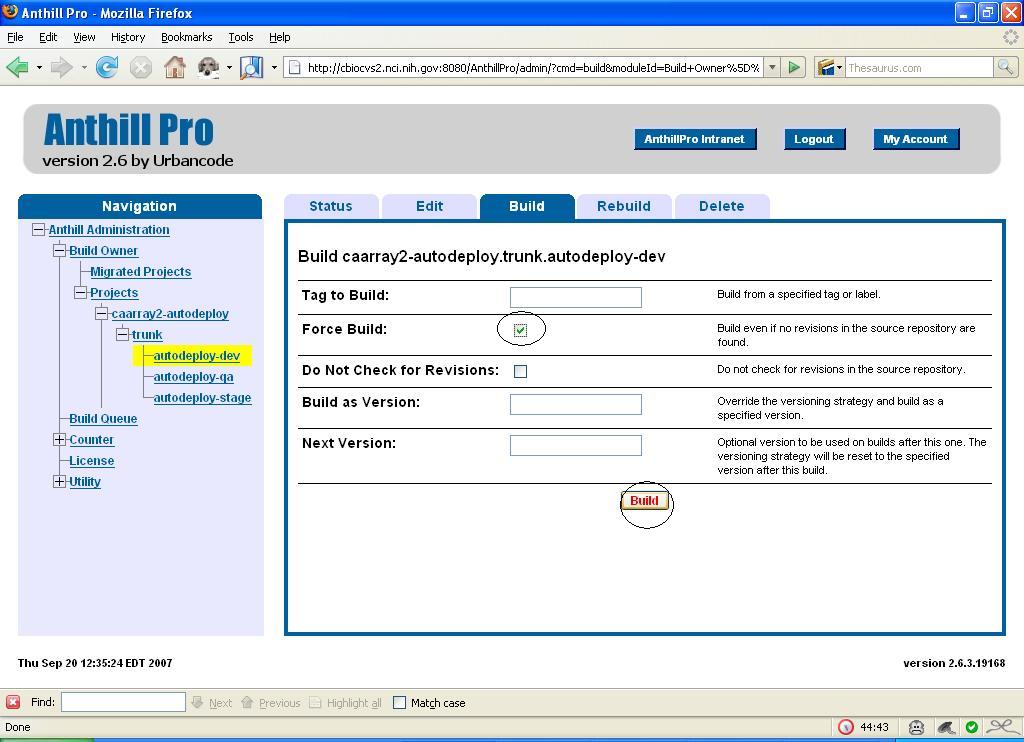 Anthill Pro - Mozilla Firefox
File Edit View History Bookmarks Tools Help
http://cbiocvs2.nci.nih.gov:8080/AnthillPro/admin/?cmd=build&moduleId=Build+Owner%5D%
Thesaurus.com
Anthill Pro
version 2.6 by Urbancode
AnthillPro Intranet Logout My Account
Navigation
Anthill Administration
Build Owner
Migrated Projects
Projects
caarray2-autodeploy
trunk
autodeploy-dev
autodeploy-qa
autodeploy-stage
Build Queue
Counter
License
Utility
Status Edit Build Rebuild Delete
Build caarray2-autodeploy.trunk.autodeploy-dev
Tag to Build:
Build from a specified tag or label.
Force Build:
Build even if no revisions in the source repository are
found.
Do Not Check for Revisions:
Do not check for revisions in the source repository.
Build as Version:
Override the versioning strategy and build as a
specified version.
Next Version:
Optional version to be used on builds after this one. The
versioning strategy will be reset to the specified
version after this build.
Build
Thu Sep 20 12:35:24 EDT 2007
version 2.6.3.19168
Find: Next Previous Highlight all Match case
Done
44:43